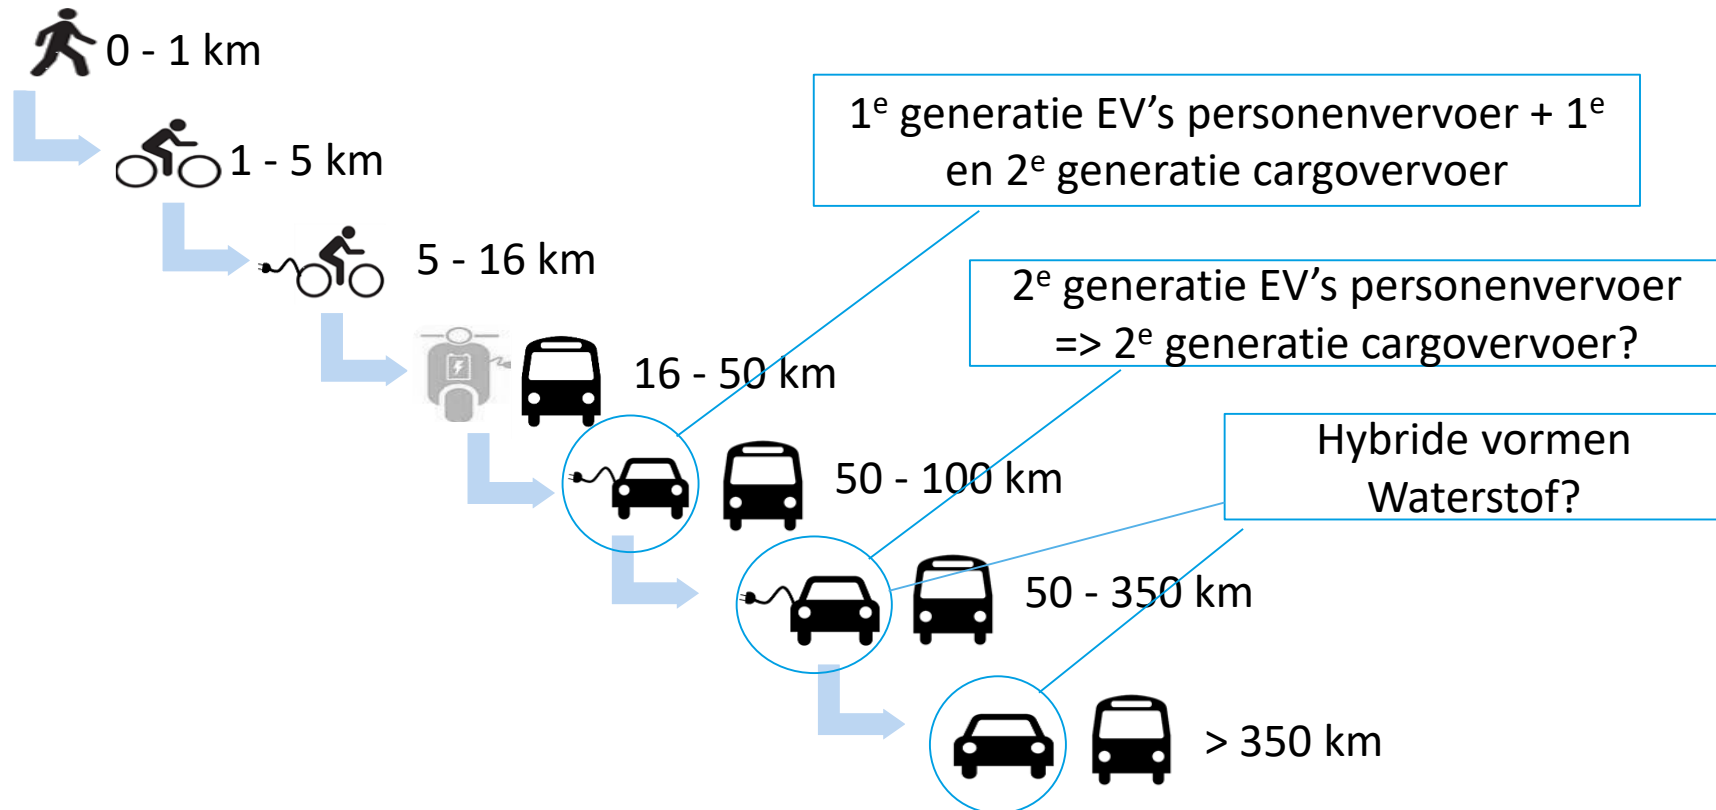 0 - 1 km
1 - 5 km
5 - 16 km
16 - 50 km
50 - 100 km
50 - 350 km
> 350 km
1e generatie EV’s personenvervoer + 1e
en 2e generatie cargovervoer
2e generatie EV’s personenvervoer
=> 2e generatie cargovervoer?
Hybride vormen
Waterstof?